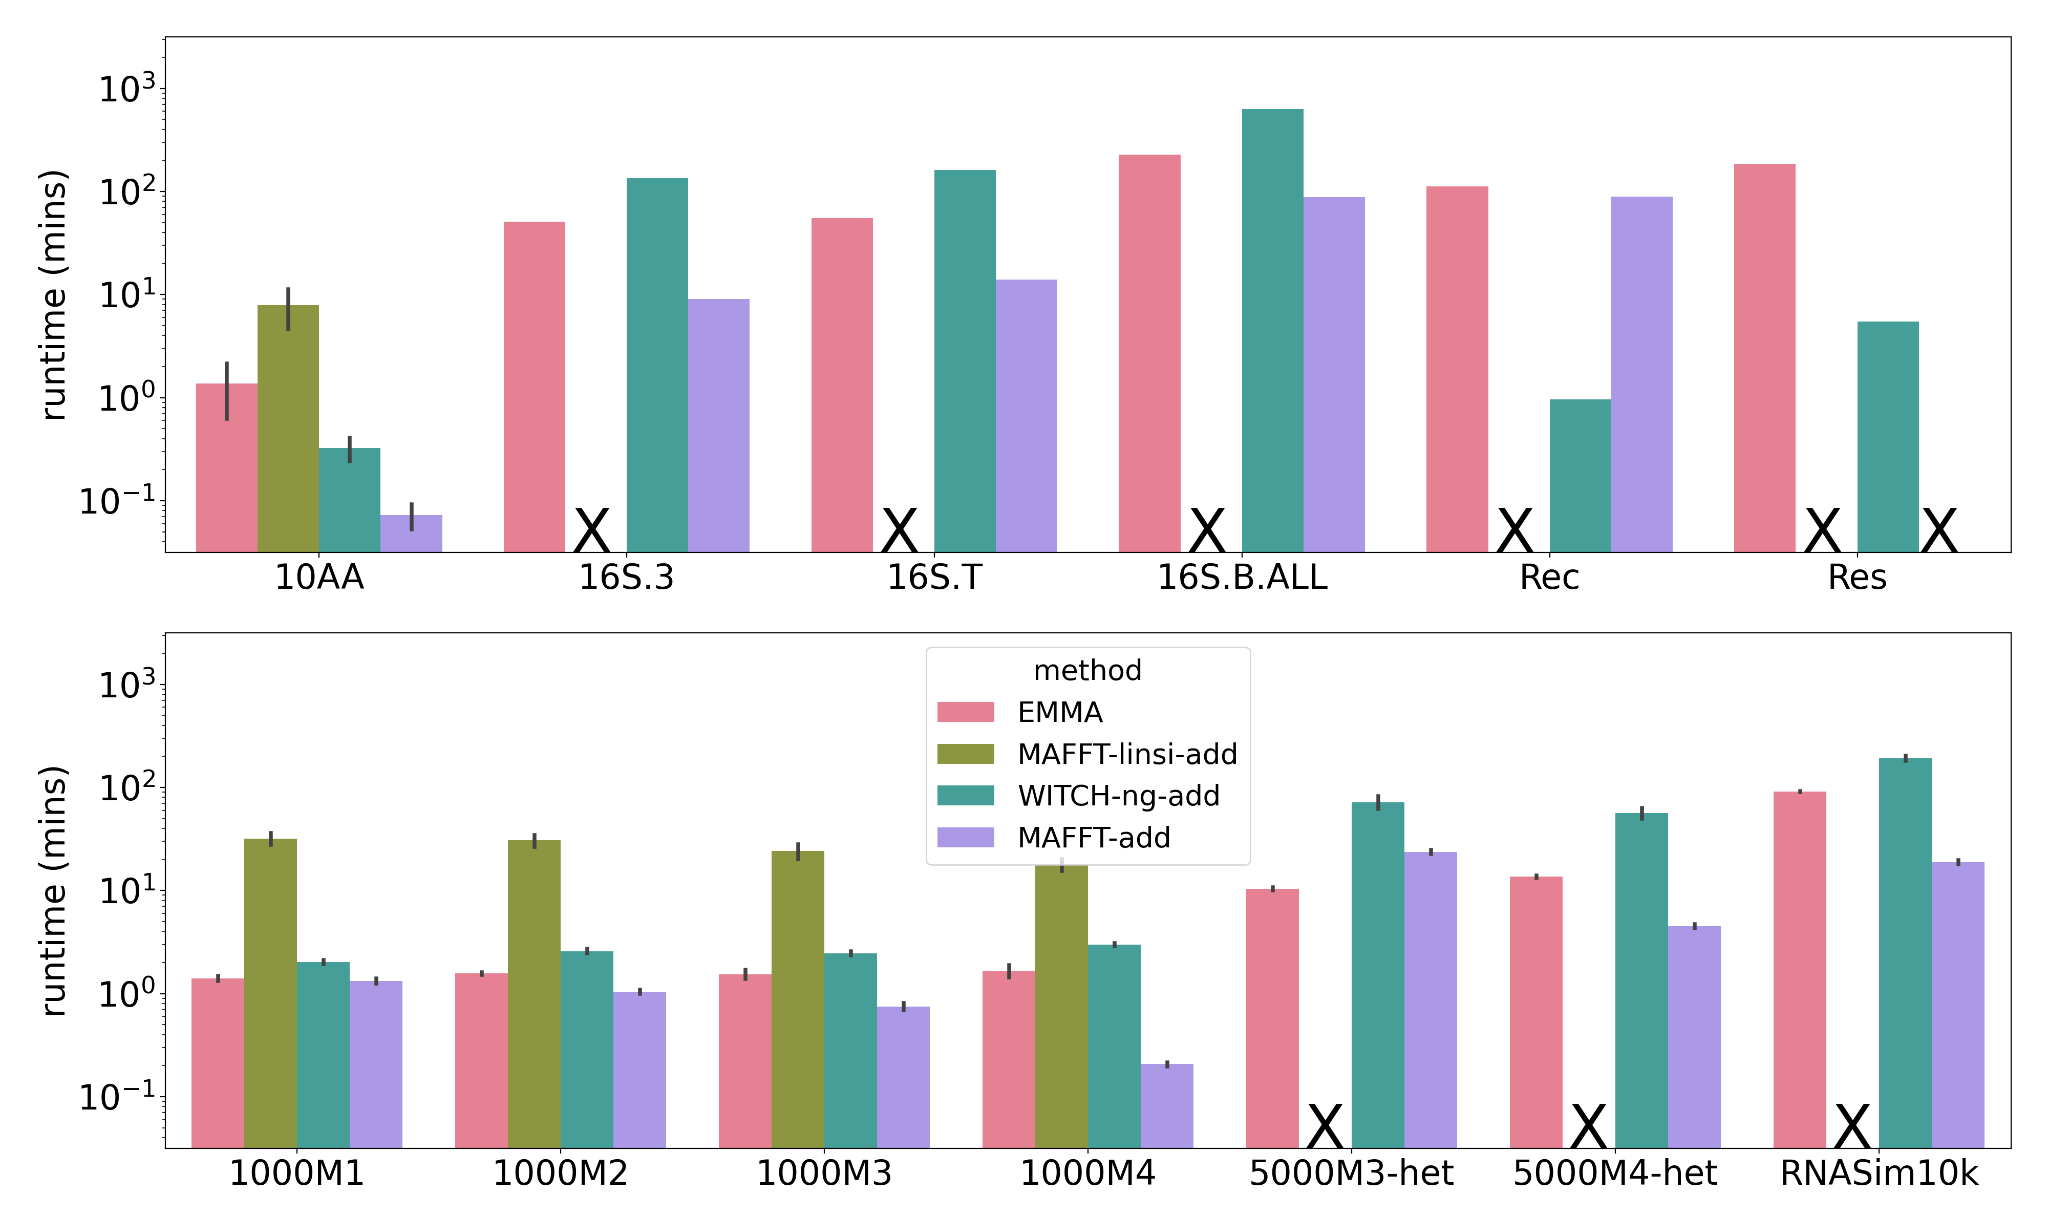 runtime (mins)
10³
10²
10¹
10⁰
10⁻¹
X X X X X X
10AA 16S.3 16S.T 16S.B.ALL Rec Res
runtime (mins)
10³
10²
10¹
10⁰
10⁻¹
method
EMMA
MAFFT-linsi-add
WITCH-ng-add
MAFFT-add
X X X
1000M1 1000M2 1000M3 1000M4 5000M3-het 5000M4-het RNASim10k